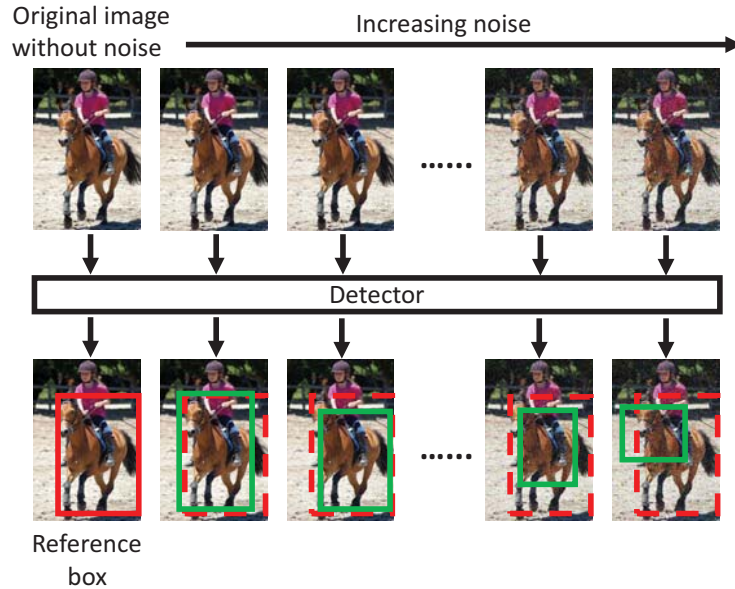 Original image
without noise
Increasing noise
......
Detector
......
Reference
box